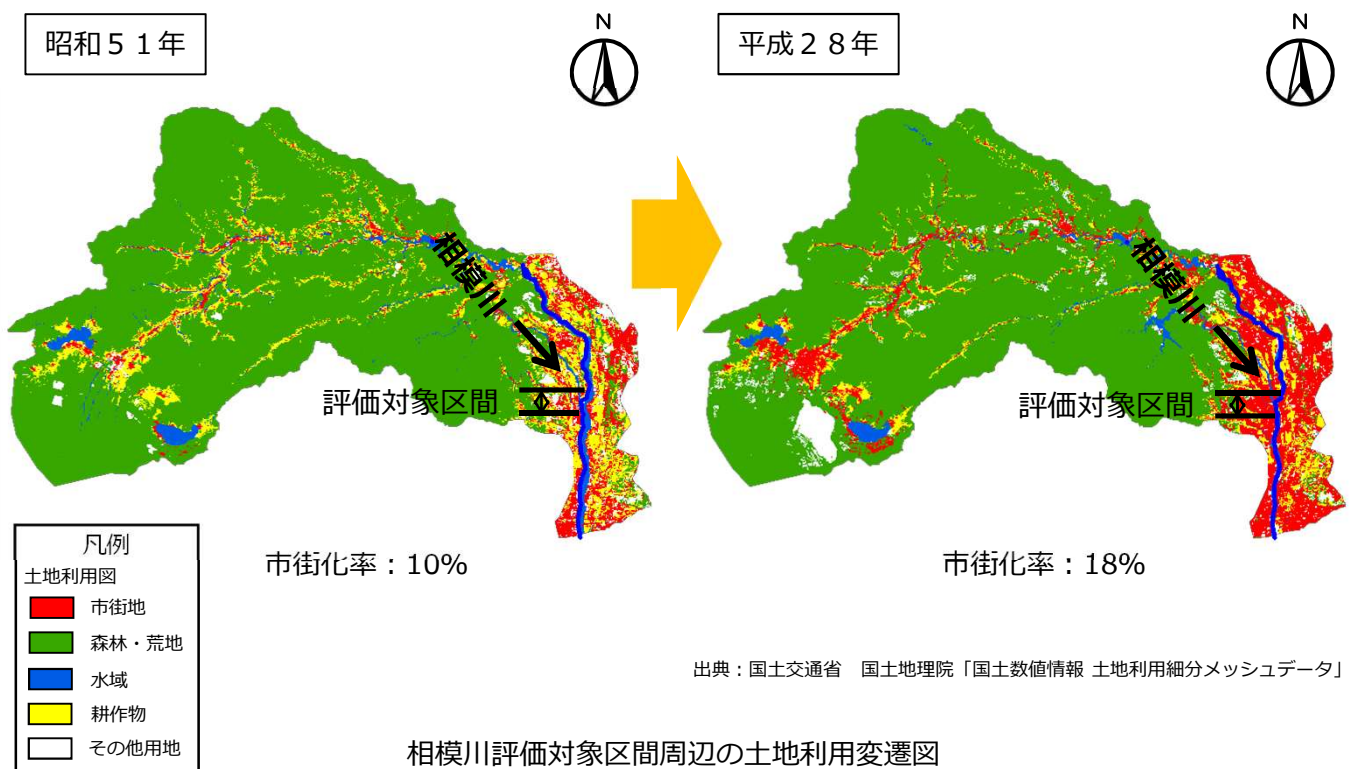 昭和５１年
N
平成２８年
N
相模川
評価対象区間
相模川
評価対象区間
市街化率：10%
市街化率：18%
凡例
土地利用図
市街地
森林・荒地
水域
耕作物
その他用地
出典：国土交通省　国土地理院「国土数値情報 土地利用細分メッシュデータ」
相模川評価対象区間周辺の土地利用変遷図